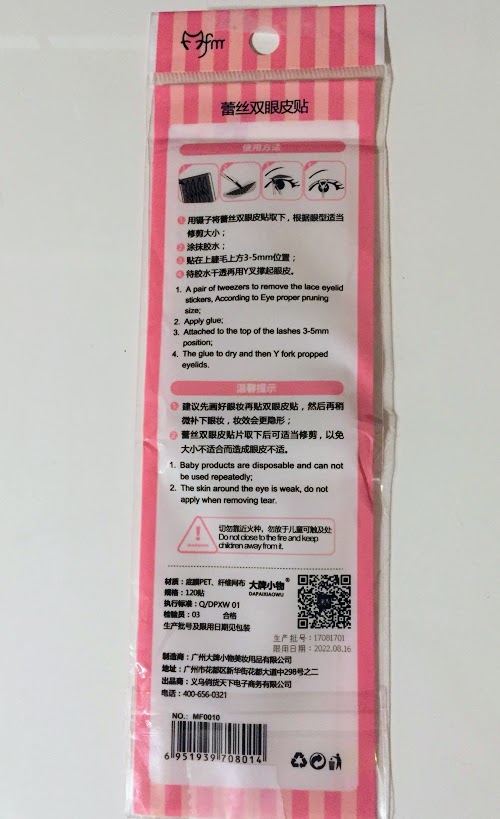 蕾丝双眼皮贴
使用方法
1 用镊子将蕾丝双眼皮贴取下，根据眼型适当
修剪大小；
2 涂抹胶水；
3 贴在上睫毛上方3-5mm位置；
4 待胶水干透再用Y叉撑起眼皮。
1. A pair of tweezers to remove the lace eyelid
stickers, According to Eye proper pruning
size;
2. Apply glue;
3. Attached to the top of the lashes 3-5mm
position;
4. The glue to dry and then Y fork propped
eyelids.
温馨提示
1 建议先画好眼妆再贴双眼皮贴，然后再稍
微补下眼妆，妆效会更隐形；
2 蕾丝双眼皮贴片取下后可适当修剪，以免
大小不适合而造成眼皮不适。
1. Baby products are disposable and can not
be used repeatedly;
2. The skin around the eye is weak, do not
apply when removing tear.
切勿靠近火种，勿放于儿童可触及处
Do not close to the fire and keep
children away from it.
材质：底膜PET、纤维网布
大牌小物®
DAPAIXIAOWU
规格：120贴
执行标准：Q/DPXW 01
检验员：03 合格
生产批号及限用日期见包装
生产批号：17081701
限用日期：2022.08.16
制造商：广州大牌小物美妆用品有限公司
地址：广州市花都区新华街花都大道中298号之二
出品商：义乌俏货天下电子商务有限公司
电话：400-656-0321
NO.: MF0010
6 951939 708014